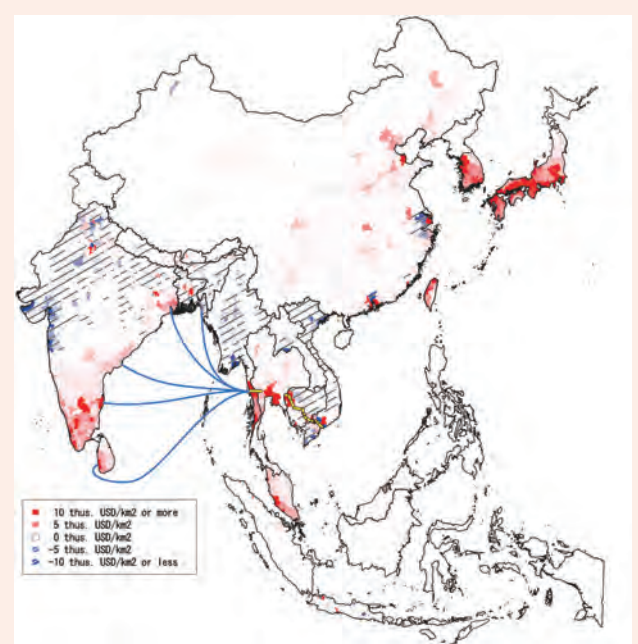 10 thus. USD/km2 or more
5 thus. USD/km2
0 thus. USD/km2
-5 thus. USD/km2
-10 thus. USD/km2 or less